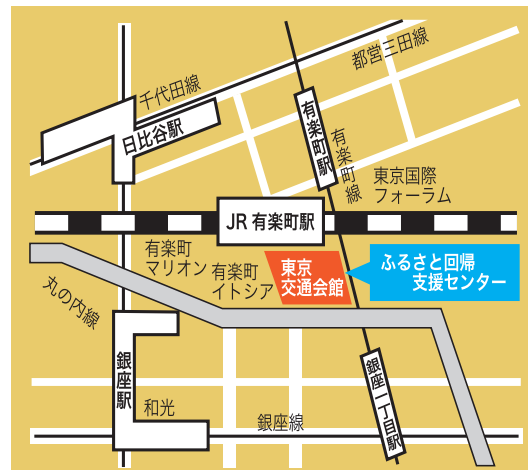 都営三田線
千代田線
日比谷駅
有楽町駅
有楽町線
東京国際
フォーラム
JR 有楽町駅
有楽町
マリオン
有楽町
イトシア
東京
交通会館
ふるさと回帰
支援センター
丸の内線
銀座駅
和光
銀座線
銀座一丁目駅